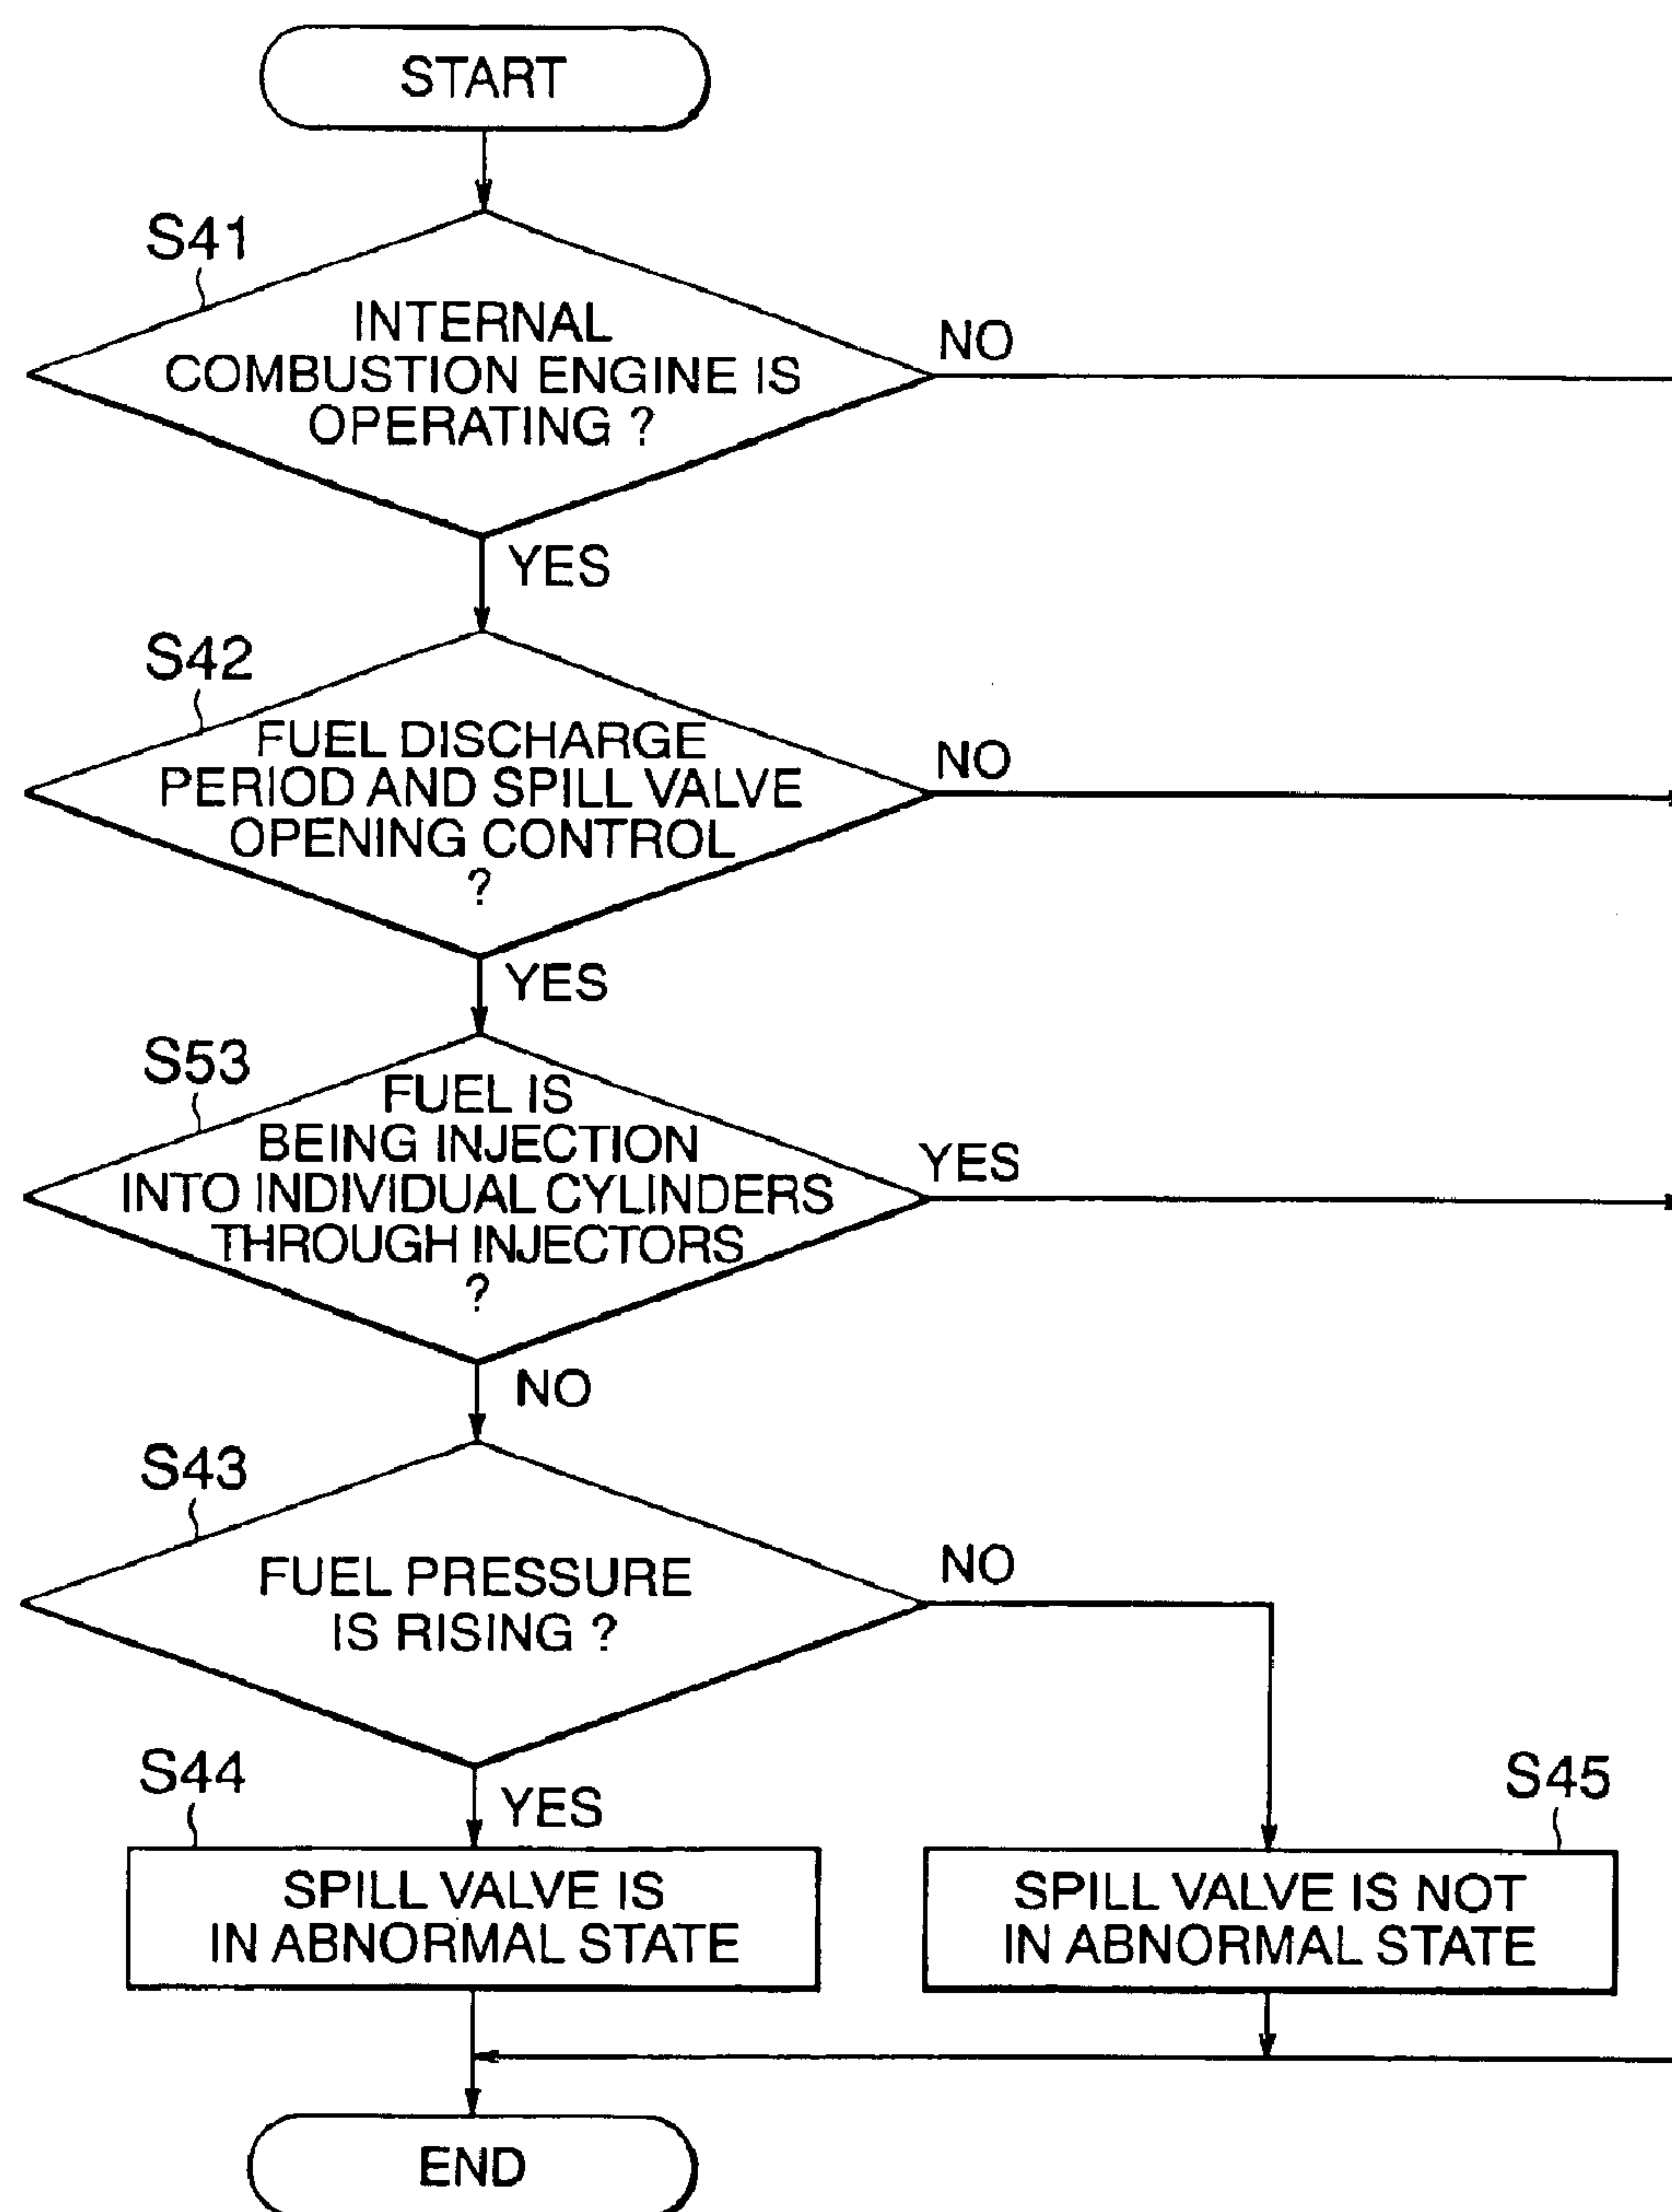 START
S41
INTERNAL
COMBUSTION ENGINE IS
OPERATING ?
NO
YES
S42
FUEL DISCHARGE
PERIOD AND SPILL VALVE
OPENING CONTROL
?
NO
YES
S53
FUEL IS
BEING INJECTION
INTO INDIVIDUAL CYLINDERS
THROUGH INJECTORS
?
YES
NO
S43
FUEL PRESSURE
IS RISING ?
NO
YES
S44
SPILL VALVE IS
IN ABNORMAL STATE
S45
SPILL VALVE IS NOT
IN ABNORMAL STATE
END